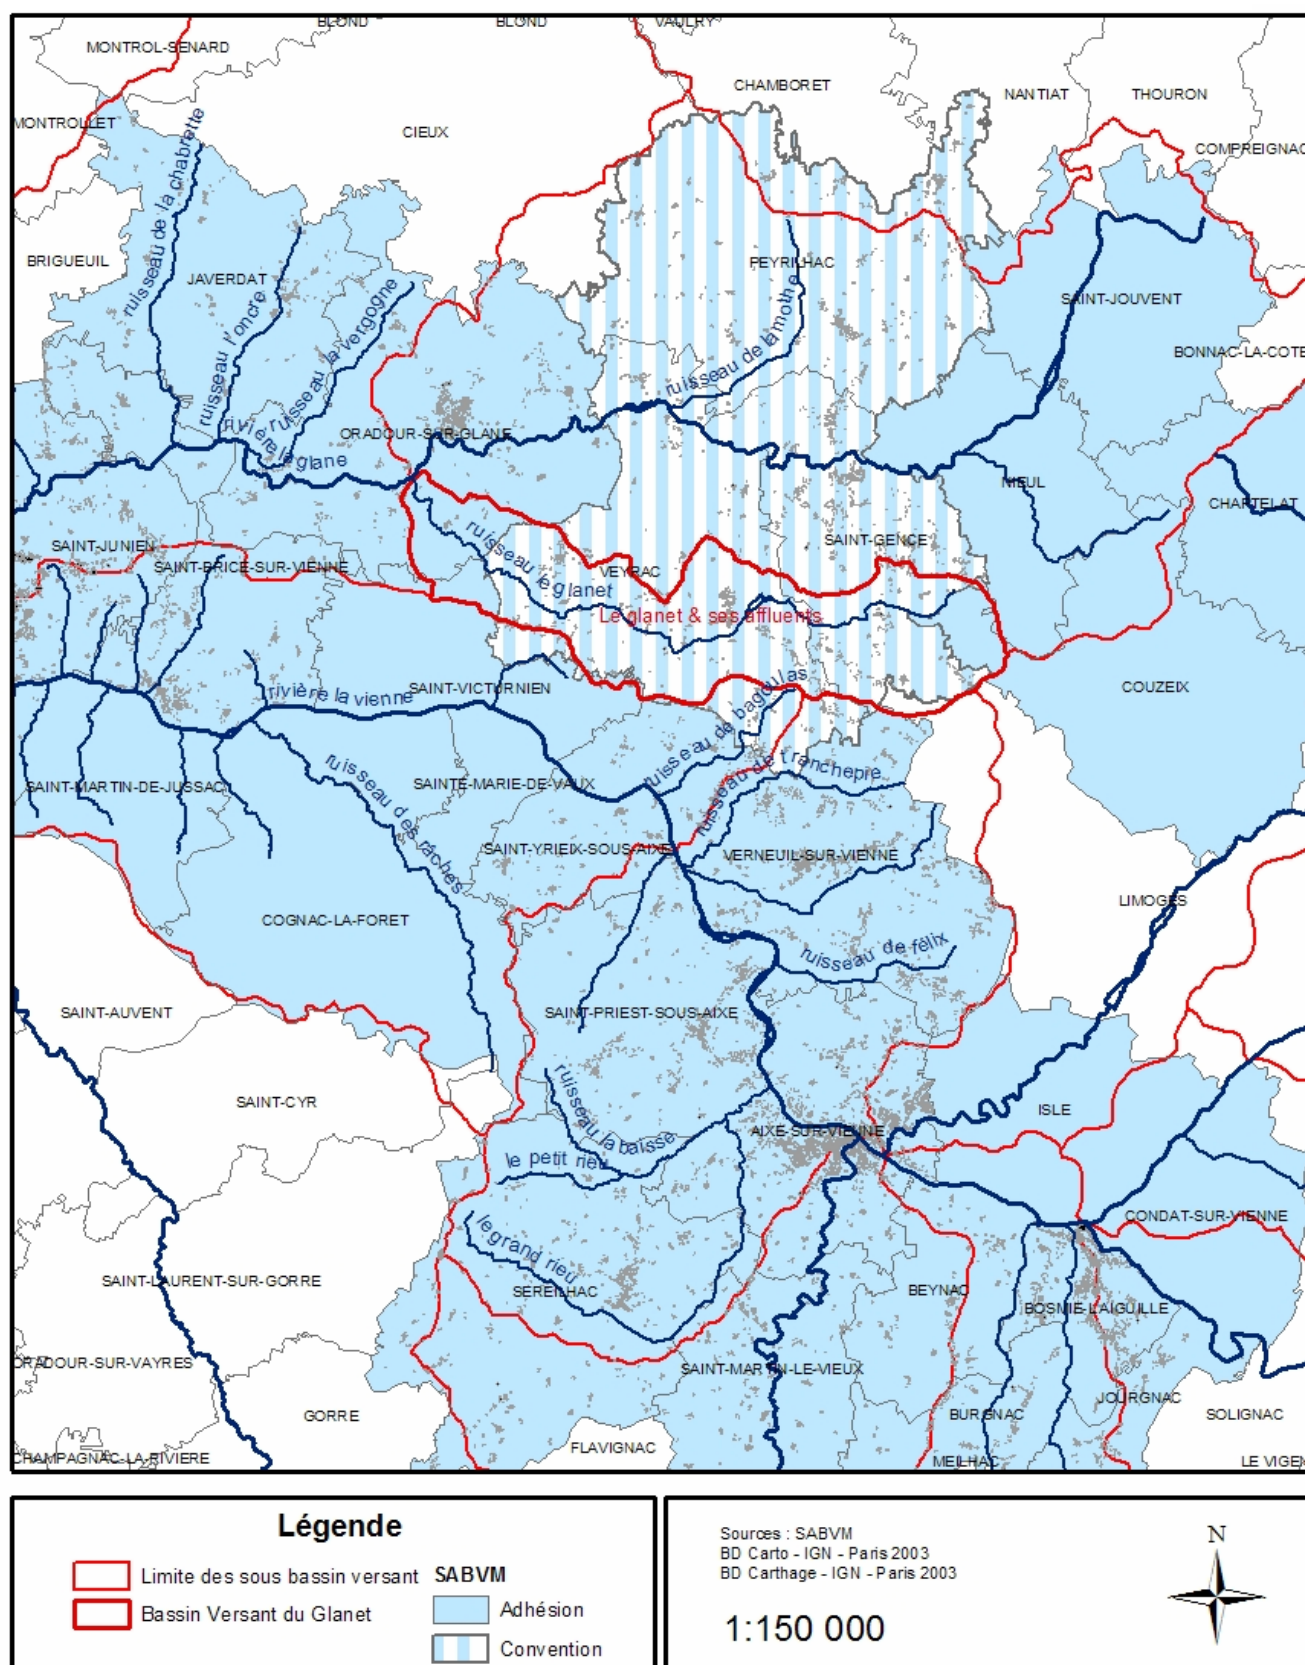 BLOND
BLOND
VAULRY
MONTROL-SENARD
CHAMBORET
NANTIAT
THOURON
MONTROLLET
CIEUX
COMPREIGNAC
ruisseau de la chabrette
BRIGUEUIL
JAVERDAT
PEYRILHAC
SAINT-JOUVENT
ruisseau l'oncre
ruisseau la vergogne
ruisseau de la mothe
BONNAC-LA-COTE
ORADOUR-SUR-GLANE
rivière la glane
NIEUL
CHAPTELAT
SAINT-JUNIEN
SAINT-BRICE-SUR-VIENNE
ruisseau le glanet
VEYRAC
SAINT-GENCE
Le glanet & ses affluents
rivière la vienne
SAINT-VICTURNIEN
COUZEIX
ruisseau de bagoulas
ruisseau de tranchepie
SAINT-MARTIN-DE-JUSSAC
ruisseau des râches
SAINTE-MARIE-DE-VAUX
SAINT-YRIEIX-SOUS-AIXE
VERNEUIL-SUR-VIENNE
LIMOGES
COGNAC-LA-FORET
ruisseau de félix
SAINT-AUVENT
SAINT-PRIEST-SOUS-AIXE
SAINT-CYR
ruisseau la baisse
AIXE-SUR-VIENNE
ISLE
le petit rieu
le grand rieu
CONDAT-SUR-VIENNE
SAINT-LAURENT-SUR-GORRE
SEREILHAC
BEYNAC
BOSMIE-L'AIGUILLE
ORADOUR-SUR-VAYRES
SAINT-MARTIN-LE-VIEUX
JOURGNAC
GORRE
BURGNAC
SOLIGNAC
FLAVIGNAC
CHAMPAGNAC-LA-RIVIERE
MEILHAC
LE VIGEN
Légende
Limite des sous bassin versant
Bassin Versant du Glanet
SABVM
Adhésion
Convention
Sources : SABVM
BD Carto - IGN - Paris 2003
BD Carthage - IGN - Paris 2003
1:150 000
N